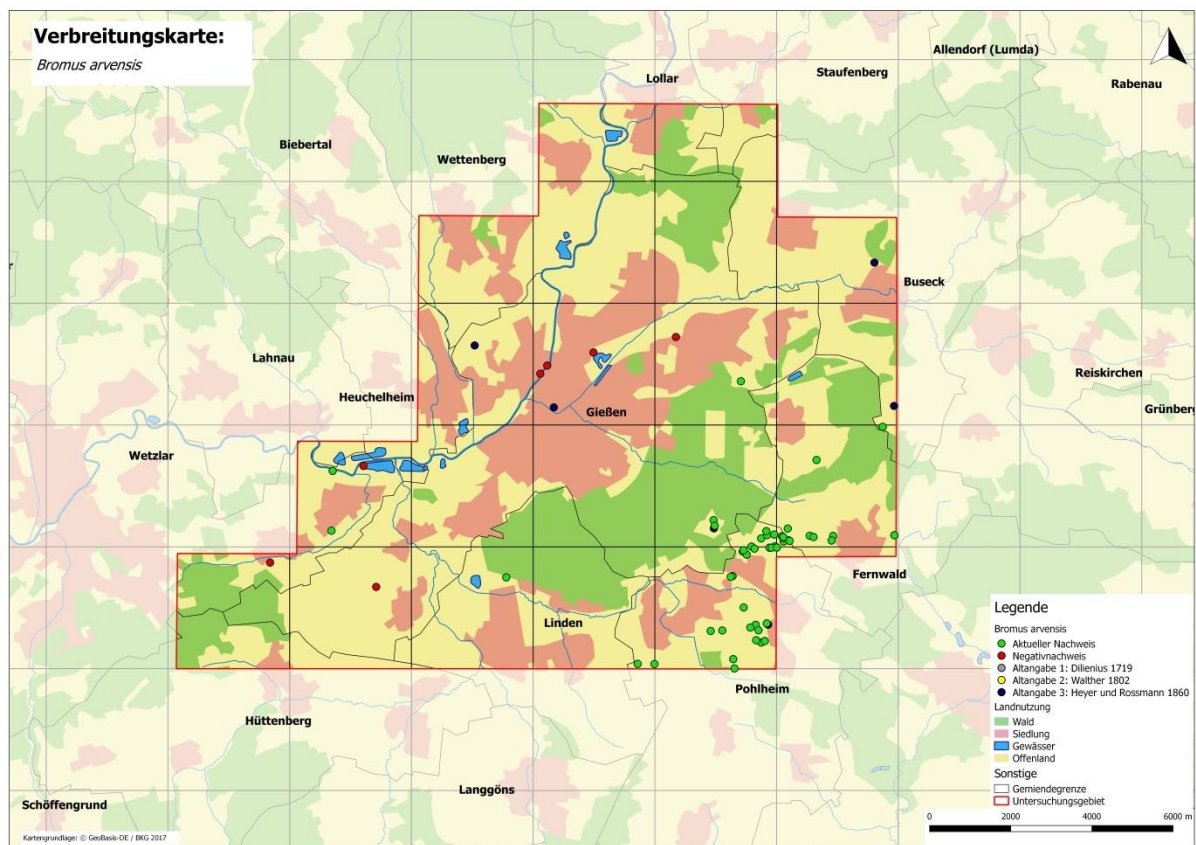 Verbreitungskarte:
Bromus arvensis
Allendorf (Lumda)
Staufenberg
Lollar
Rabenau
Biebertal
Wettenberg
Buseck
Lahnau
Reiskirchen
Heuchelheim
Grünberg
Gießen
Wetzlar
Fernwald
Linden
Pohlheim
Hüttenberg
Langgöns
Schöffengrund
Legende
Bromus arvensis
Aktueller Nachweis
Negativnachweis
Altangabe 1: Dilienius 1719
Altangabe 2: Walther 1802
Altangabe 3: Heyer und Rossmann 1860
Landnutzung
Wald
Siedlung
Gewässer
Offenland
Sonstige
Gemiendegrenze
Untersuchungsgebiet
0 2000 4000 6000 m
Kartengrundlage: © GeoBasis-DE / BKG 2017